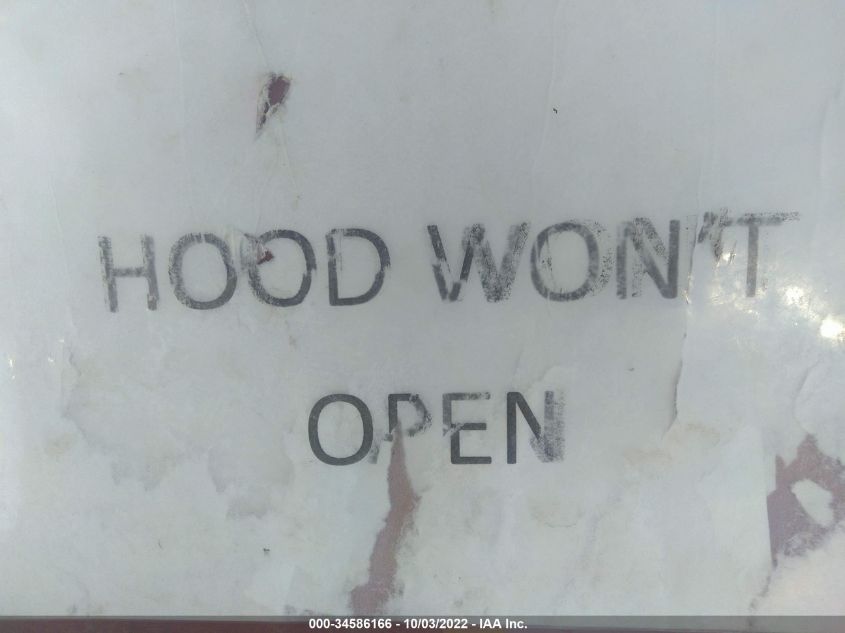 HOOD WON'T
OPEN
000-34586166 - 10/03/2022 - IAA Inc.